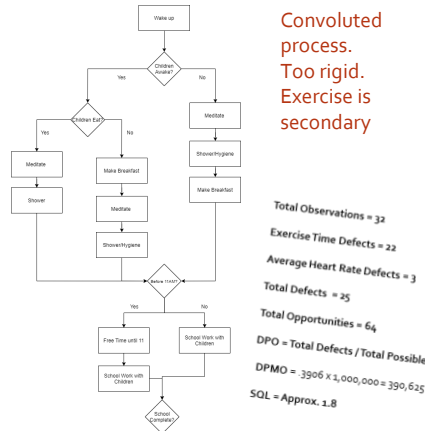 Wake up
Convoluted
process.
Too rigid.
Exercise is
secondary
Children
Awake?
Yes
No
Children Eat?
Yes
No
Meditate
Meditate
Make Breakfast
Shower/Hygiene
Shower
Meditate
Make Breakfast
Shower/Hygiene
Before 11AM?
Yes
No
Free Time until 11
School Work with
Children
School Work with
Children
School
Complete?
Total Observations = 32
Exercise Time Defects = 22
Average Heart Rate Defects = 3
Total Defects = 25
Total Opportunities = 64
DPO = Total Defects / Total Possible
DPMO = .3906 x 1,000,000 = 390,625
SQL = Approx. 1.8